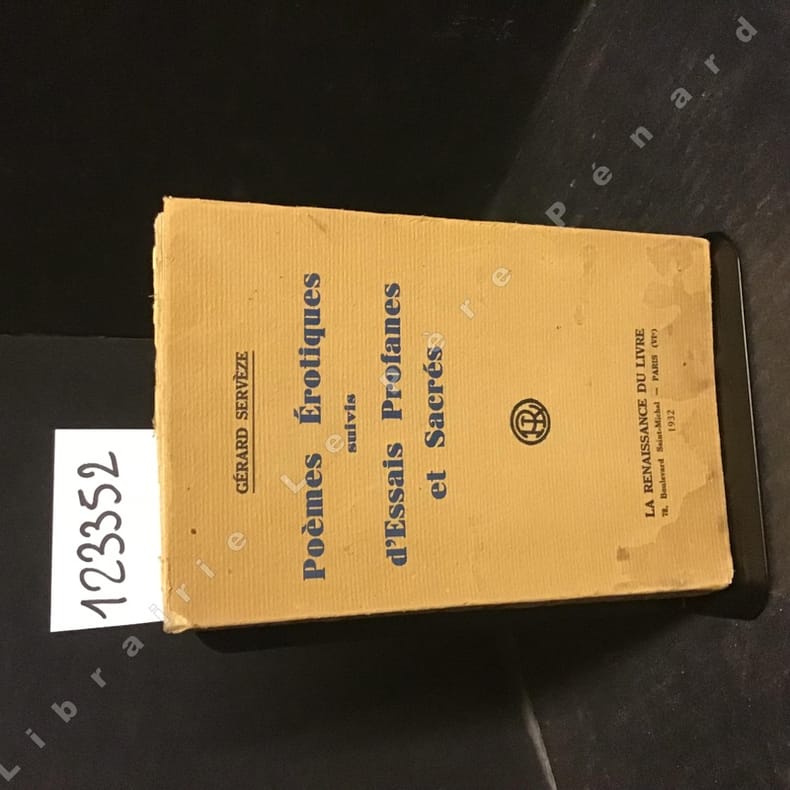 123352
GÉRARD SERVÈZE
Poèmes Érotiques
suivis
d'Essais Profanes
et Sacrés
LA RENAISSANCE DU LIVRE
78, Boulevard Saint-Michel — PARIS (VIᵉ)
1932
Librairie Le Père Pénard